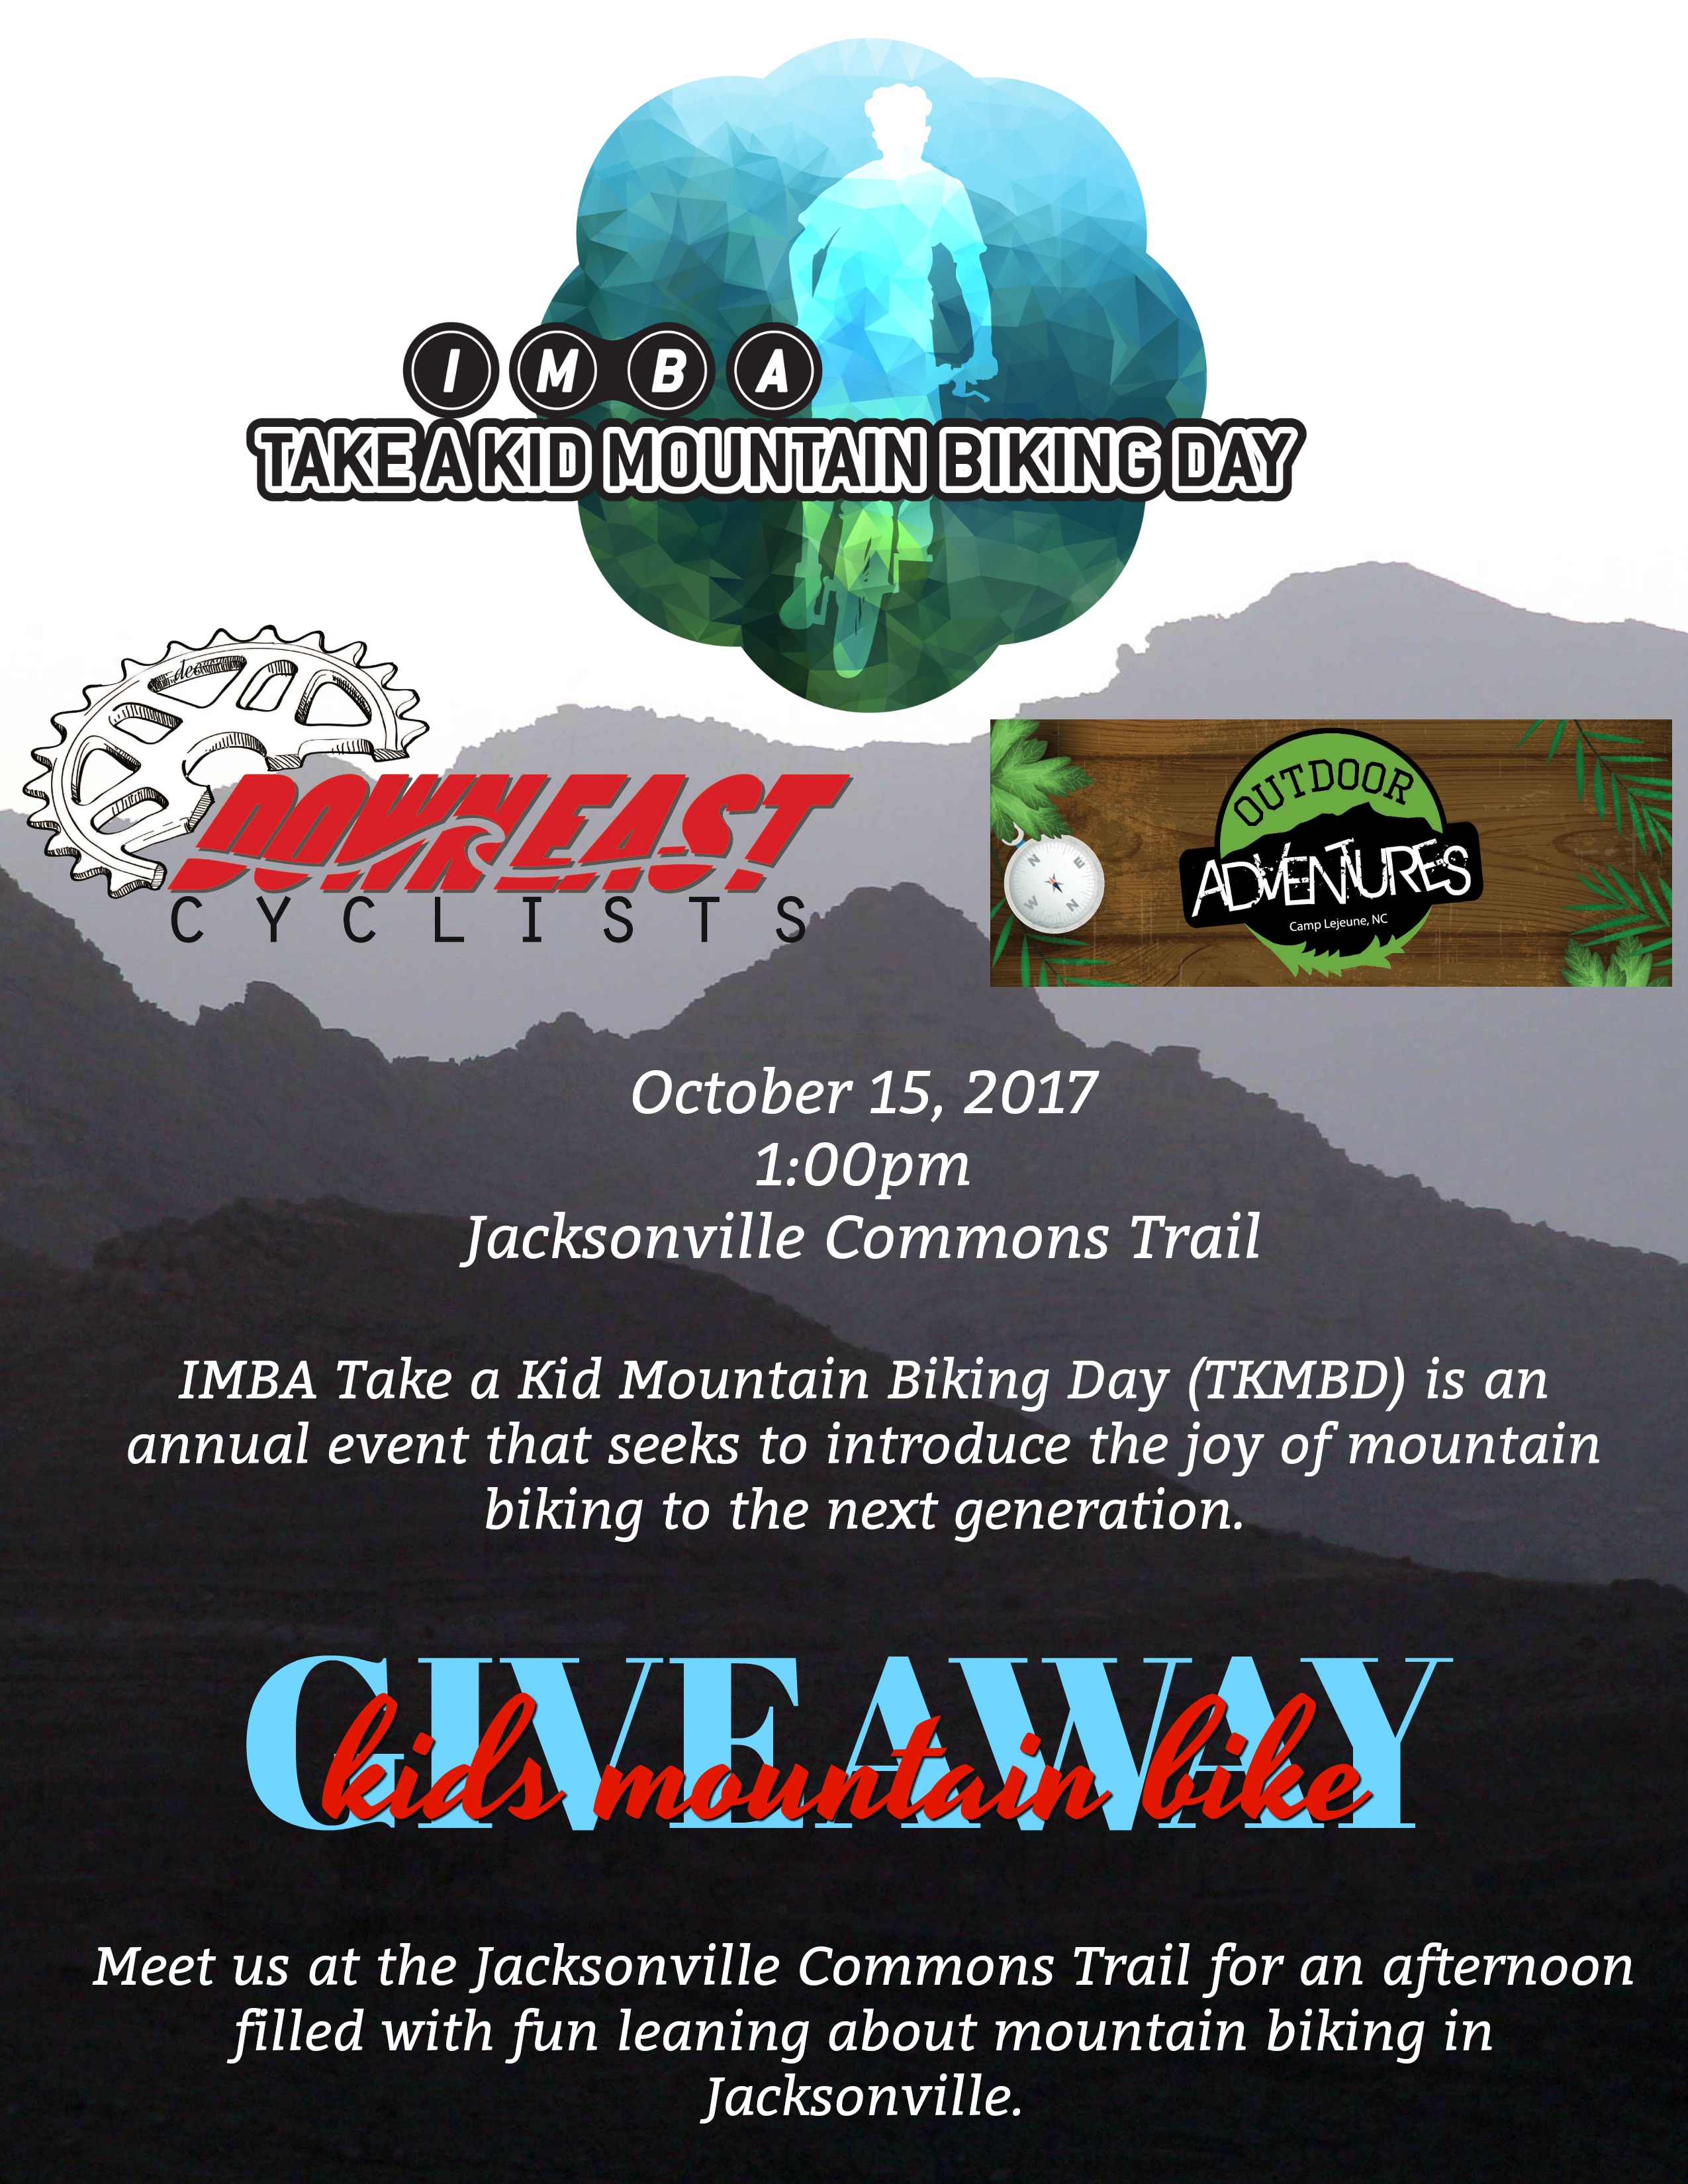 I M B A
TAKE A KID MOUNTAIN BIKING DAY
dec
DOWN EAST
CYCLISTS
OUTDOOR
ADVENTURES
Camp Lejeune, NC
N E
W N
October 15, 2017
1:00pm
Jacksonville Commons Trail
IMBA Take a Kid Mountain Biking Day (TKMBD) is an
annual event that seeks to introduce the joy of mountain
biking to the next generation.
GIVEAWAY
kids mountain bike
Meet us at the Jacksonville Commons Trail for an afternoon
filled with fun leaning about mountain biking in
Jacksonville.